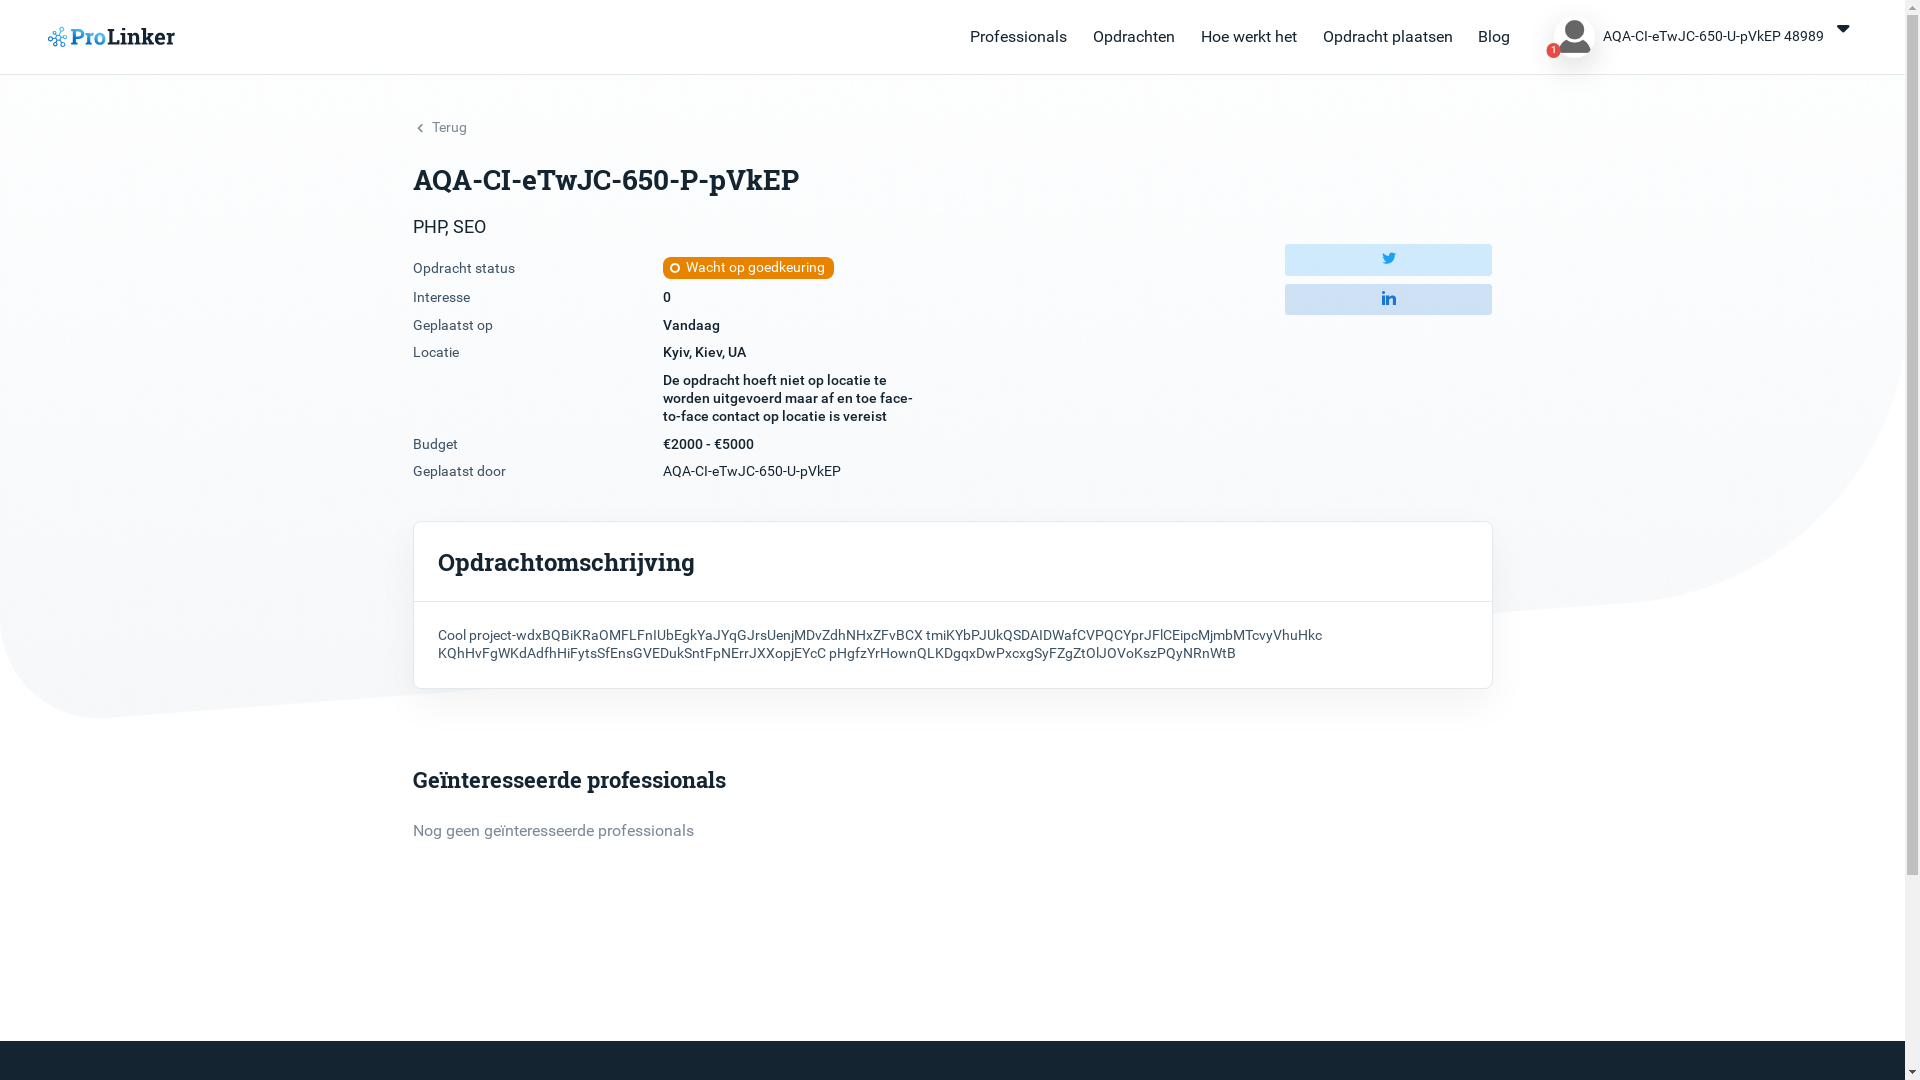 ProLinker
Professionals
Opdrachten
Hoe werkt het
Opdracht plaatsen
Blog
1
AQA-CI-eTwJC-650-U-pVkEP 48989
Terug
AQA-CI-eTwJC-650-P-pVkEP
PHP, SEO
Opdracht status
Wacht op goedkeuring
Interesse
0
Geplaatst op
Vandaag
Locatie
Kyiv, Kiev, UA
De opdracht hoeft niet op locatie te
worden uitgevoerd maar af en toe face-
to-face contact op locatie is vereist
Budget
€2000 - €5000
Geplaatst door
AQA-CI-eTwJC-650-U-pVkEP
in
Opdrachtomschrijving
Cool project-wdxBQBiKRaOMFLFnIUbEgkYaJYqGJrsUenjMDvZdhNHxZFvBCX tmiKYbPJUkQSDAIDWafCVPQCYprJFlCEipcMjmbMTcvyVhuHkc
KQhHvFgWKdAdfhHiFytsSfEnsGVEDukSntFpNErrJXXopjEYcC pHgfzYrHownQLKDgqxDwPxcxgSyFZgZtOlJOVoKszPQyNRnWtB
Geïnteresseerde professionals
Nog geen geïnteresseerde professionals